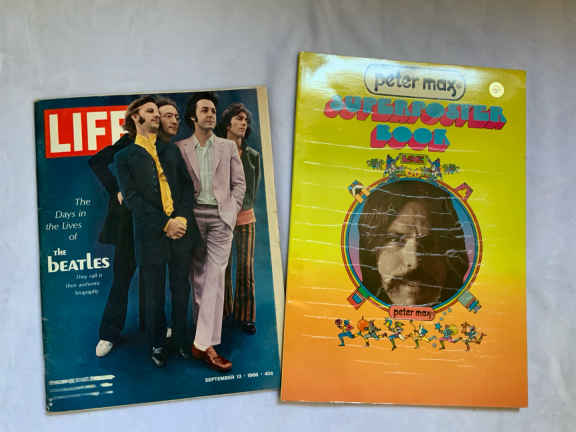 LIFE
The
Days in
the Lives
of
THE
beatles
They call it
their authentic
biography
SEPTEMBER 13 · 1968 · 40¢
peter max
SUPERPOSTER
BOOK
peter max